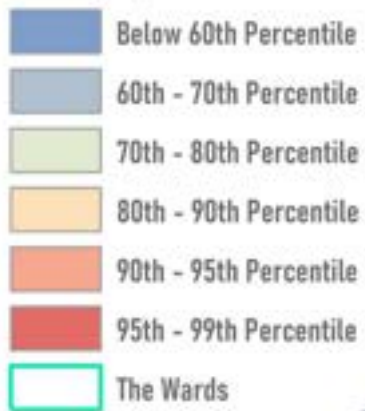 Below 60th Percentile
60th - 70th Percentile
70th - 80th Percentile
80th - 90th Percentile
90th - 95th Percentile
95th - 99th Percentile
The Wards